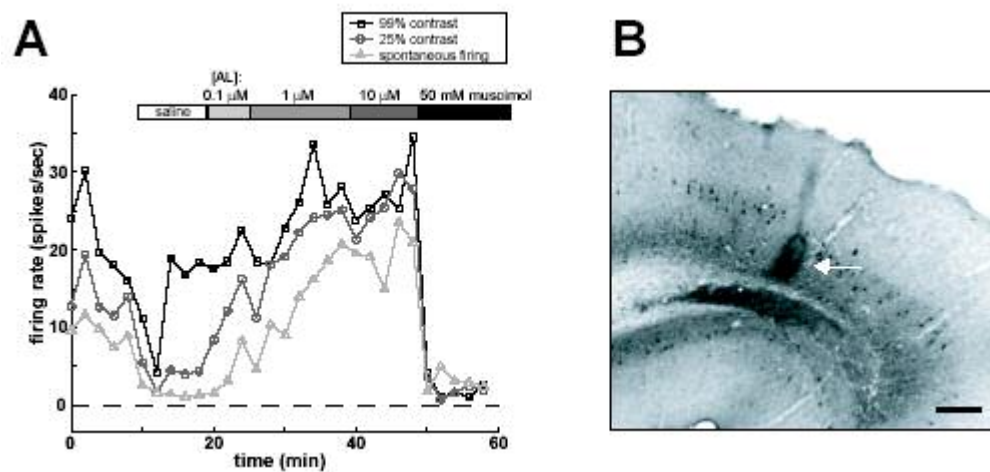 A
B
99% contrast
25% contrast
spontaneous firing
[AL]:
0.1 µM 1 µM 10 µM 50 mM muscimol
saline
40
30
20
10
0
firing rate (spikes/sec)
0 20 40 60
time (min)